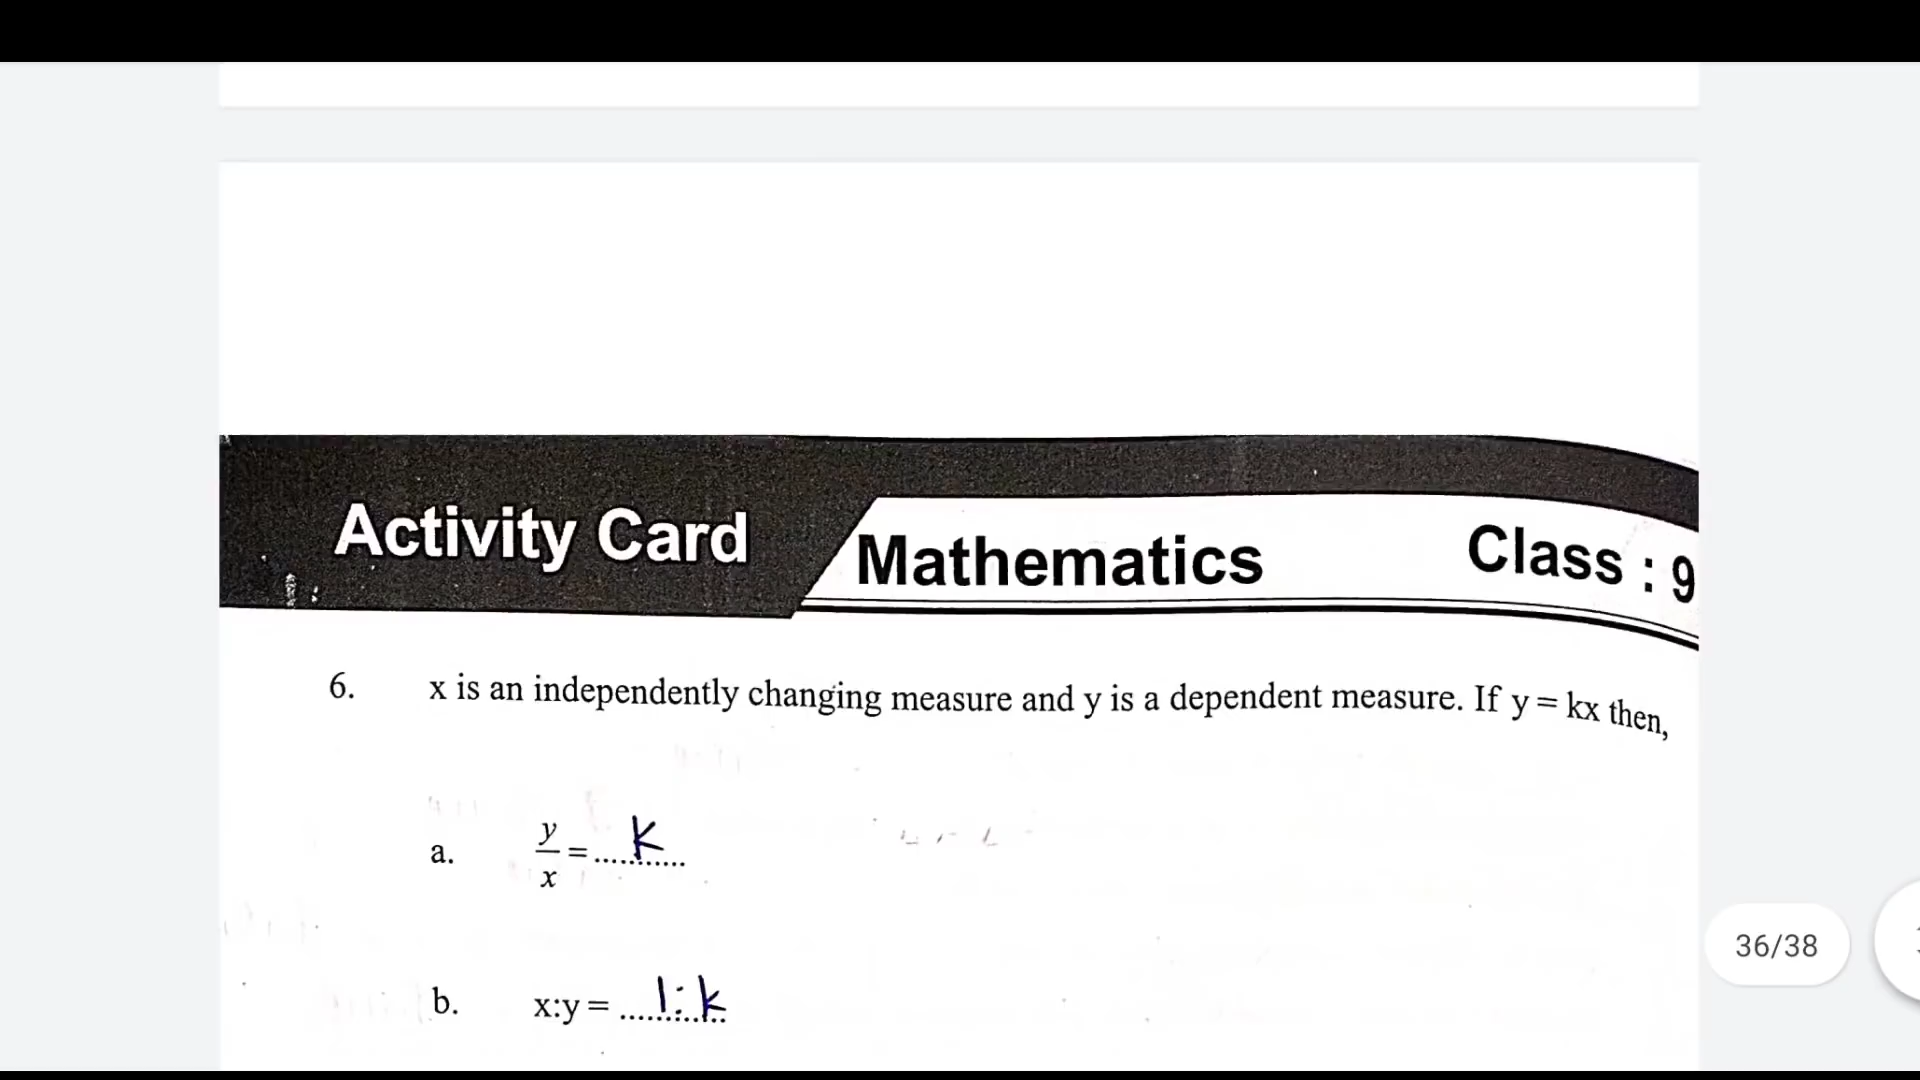 Activity Card Mathematics Class : 9
6. x is an independently changing measure and y is a dependent measure. If y = kx then,
a. y/x = ...........K
b. x:y = ............1:k
36/38